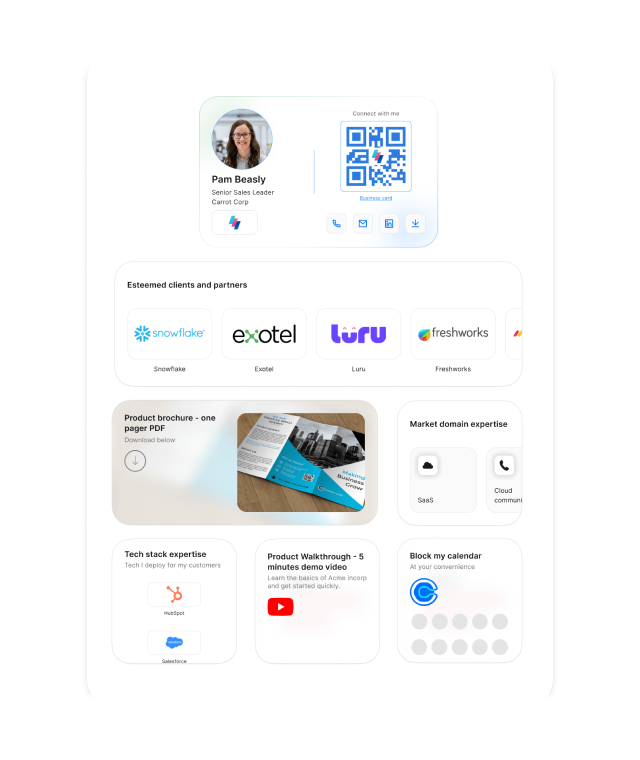 Connect with me
Business card
Pam Beasly
Senior Sales Leader
Carrot Corp
Esteemed clients and partners
snowflake
exotel
luru
freshworks
Snowflake
Exotel
Luru
Freshworks
Product brochure - one
pager PDF
Download below
Making
Business
Grow
Market domain expertise
SaaS
Cloud
communi
Tech stack expertise
Tech I deploy for my customers
HubSpot
Salesforce
Product Walkthrough - 5
minutes demo video
Learn the basics of Acme incorp
and get started quickly.
Block my calendar
At your convernience